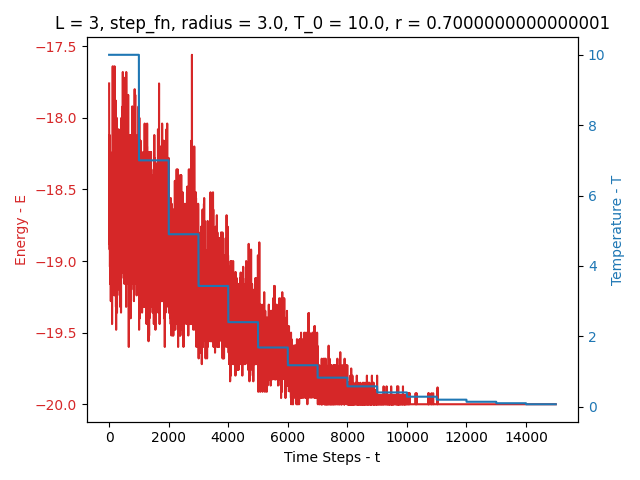 L = 3, step_fn, radius = 3.0, T_0 = 10.0, r = 0.7000000000000001
−17.5
−18.0
−18.5
−19.0
−19.5
−20.0
Energy - E
10
8
6
4
2
0
Temperature - T
0 2000 4000 6000 8000 10000 12000 14000
Time Steps - t